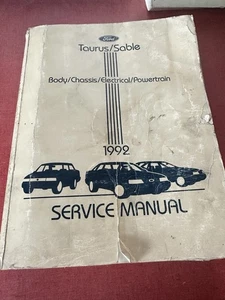 Ford
Taurus/Sable
Body/Chassis/Electrical/Powertrain
1992
SERVICE MANUAL